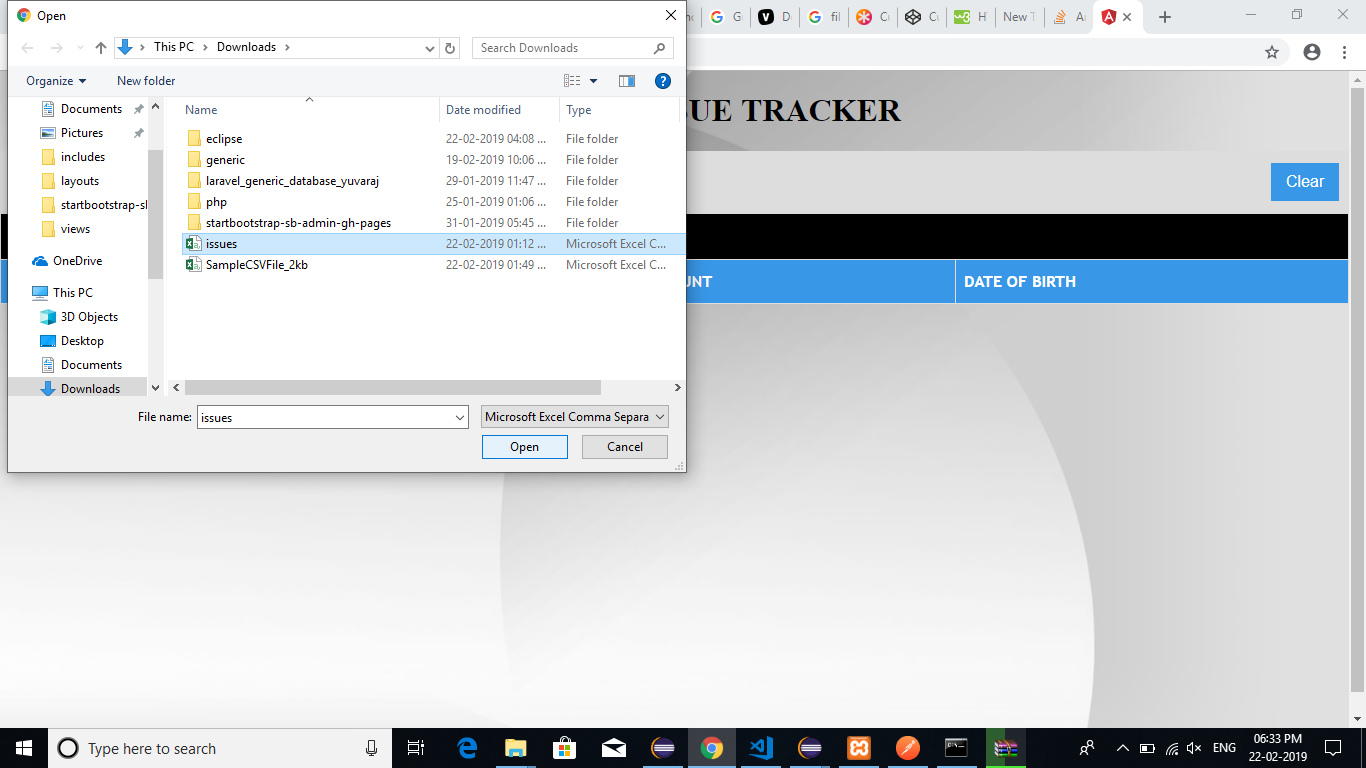 Open
G
D
fil
Cu
Cu
H
New T
A
This PC
Downloads
Search Downloads
Organize
New folder
?
Documents
Pictures
includes
layouts
startbootstrap-sl
views
OneDrive
This PC
3D Objects
Desktop
Documents
Downloads
Name Date modified Type
eclipse 22-02-2019 04:08 ... File folder
generic 19-02-2019 10:06 ... File folder
laravel_generic_database_yuvaraj 29-01-2019 11:47 ... File folder
php 25-01-2019 01:06 ... File folder
startbootstrap-sb-admin-gh-pages 31-01-2019 05:45 ... File folder
issues 22-02-2019 01:12 ... Microsoft Excel C...
SampleCSVFile_2kb 22-02-2019 01:49 ... Microsoft Excel C...
File name: issues Microsoft Excel Comma Separa
Open Cancel
UE TRACKER
Clear
UNT DATE OF BIRTH
Type here to search
ENG
06:33 PM
22-02-2019